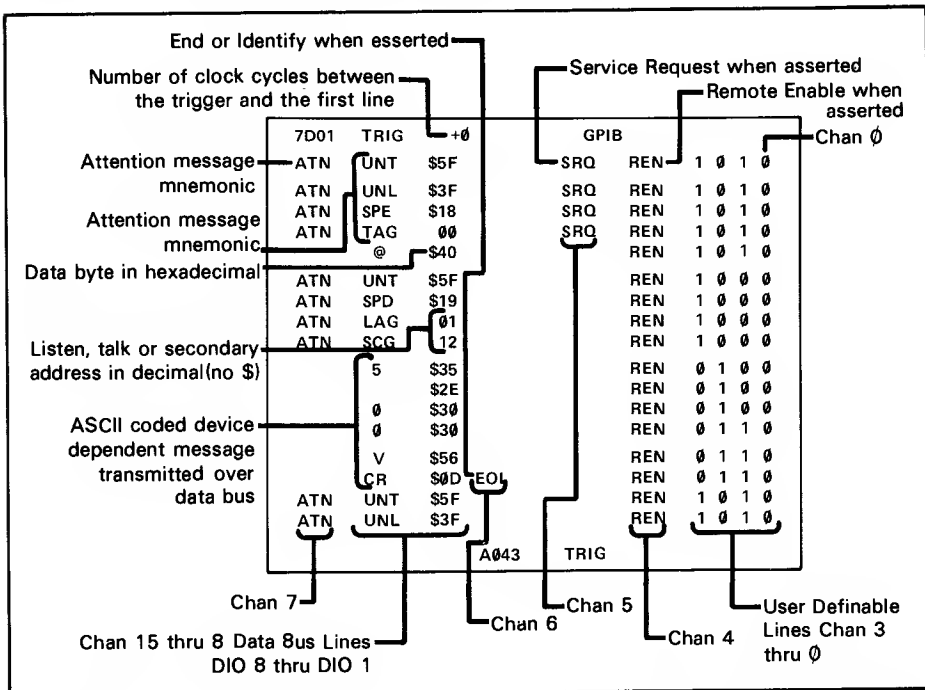 End or Identify when esserted
Number of clock cycles between
the trigger and the first line
Service Request when asserted
Remote Enable when
asserted
Chan Ø
7D01 TRIG +Ø GPIB
Attention message
mnemonic
Attention message
mnemonic
Data byte in hexadecimal
Listen, talk or secondary
address in decimal(no $)
ASCII coded device
dependent message
transmitted over
data bus
ATN UNT $5F SRQ REN 1 Ø 1 Ø
ATN UNL $3F SRQ REN 1 Ø 1 Ø
ATN SPE $18 SRQ REN 1 Ø 1 Ø
ATN TAG ØØ SRQ REN 1 Ø 1 Ø
@ $40 REN 1 Ø 1 Ø
ATN UNT $5F REN 1 Ø Ø Ø
ATN SPD $19 REN 1 Ø Ø Ø
ATN LAG Ø1 REN 1 Ø Ø Ø
ATN SCG 12 REN 1 Ø Ø Ø
5 $35 REN Ø 1 Ø Ø
$2E REN Ø 1 Ø Ø
Ø $30 REN Ø 1 Ø Ø
Ø $30 REN Ø 1 1 Ø
V $56 REN Ø 1 1 Ø
CR $ØD EOL REN Ø 1 1 Ø
ATN UNT $5F REN 1 Ø 1 Ø
ATN UNL $3F REN 1 Ø 1 Ø
AØ43 TRIG
Chan 7
Chan 15 thru 8 Data 8us Lines
DIO 8 thru DIO 1
Chan 6
Chan 5
Chan 4
User Definable
Lines Chan 3
thru Ø